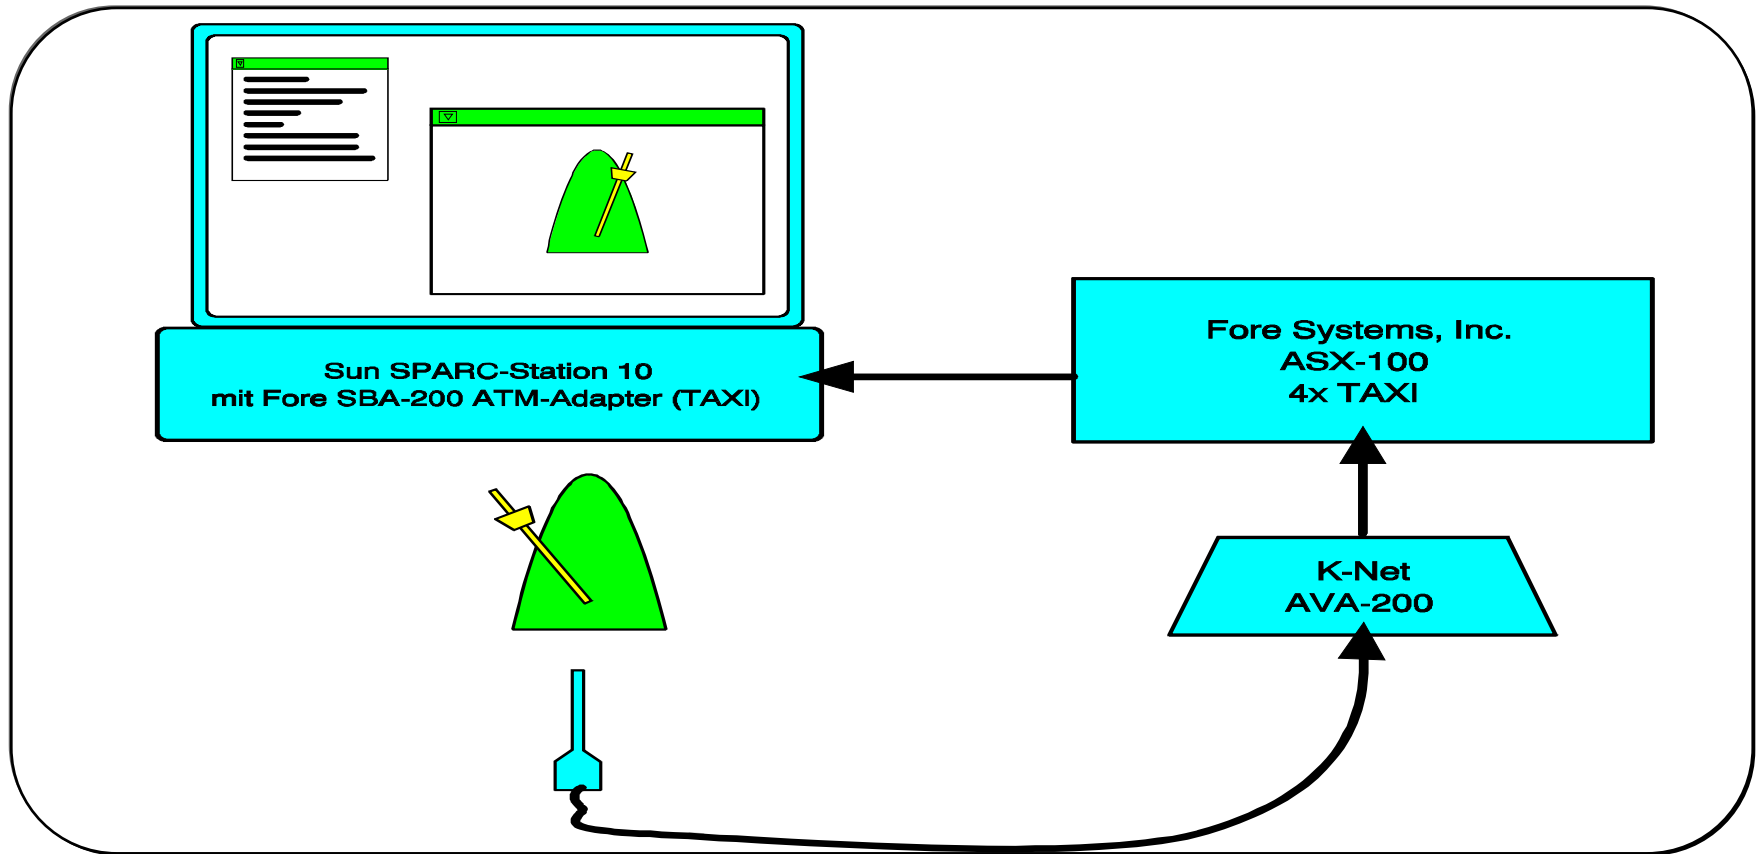 Sun SPARC-Station 10
mit Fore SBA-200 ATM-Adapter (TAXI)
Fore Systems, Inc.
ASX-100
4x TAXI
K-Net
AVA-200